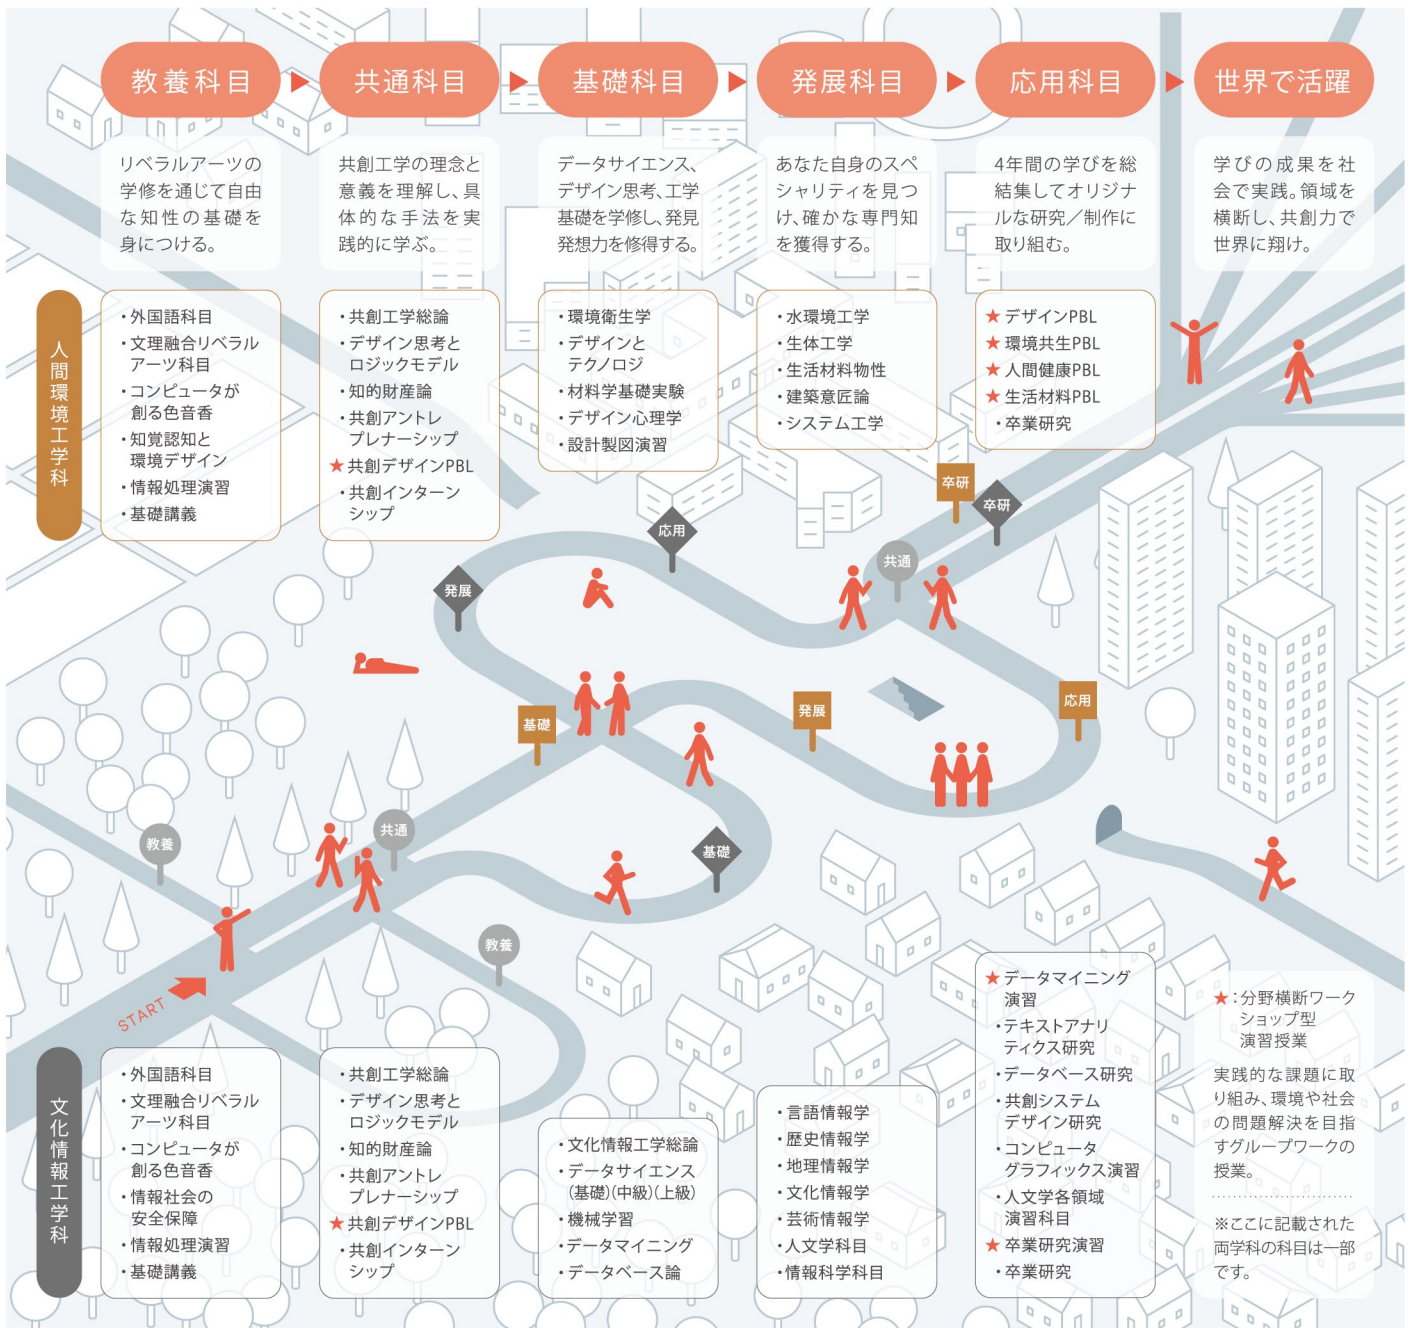 教養科目
共通科目
基礎科目
発展科目
応用科目
世界で活躍
リベラルアーツの
学修を通じて自由
な知性の基礎を
身につける。
共創工学の理念と
意義を理解し、具
体的な手法を実
践的に学ぶ。
データサイエンス、
デザイン思考、工学
基礎を学修し、発見
発想力を修得する。
あなた自身のスペ
シャリティを見つ
け、確かな専門知
を獲得する。
4年間の学びを総
結集してオリジナ
ルな研究／制作に
取り組む。
学びの成果を社
会で実践。領域を
横断し、共創力で
世界に翔け。
人間環境工学科
・外国語科目
・文理融合リベラル
アーツ科目
・コンピュータが
創る色音香
・知覚認知と
環境デザイン
・情報処理演習
・基礎講義
・共創工学総論
・デザイン思考と
ロジックモデル
・知的財産論
・共創アントレ
プレナーシップ
★共創デザインPBL
・共創インターン
シップ
・環境衛生学
・デザインと
テクノロジ
・材料学基礎実験
・デザイン心理学
・設計製図演習
・水環境工学
・生体工学
・生活材料物性
・建築意匠論
・システム工学
★デザインPBL
★環境共生PBL
★人間健康PBL
★生活材料PBL
・卒業研究
卒研
卒研
応用
共通
発展
応用
発展
基礎
共通
教養
基礎
教養
START
文化情報工学科
・外国語科目
・文理融合リベラル
アーツ科目
・コンピュータが
創る色音香
・情報社会の
安全保障
・情報処理演習
・基礎講義
・共創工学総論
・デザイン思考と
ロジックモデル
・知的財産論
・共創アントレ
プレナーシップ
★共創デザインPBL
・共創インターン
シップ
・文化情報工学総論
・データサイエンス
(基礎)(中級)(上級)
・機械学習
・データマイニング
・データベース論
・言語情報学
・歴史情報学
・地理情報学
・文化情報学
・芸術情報学
・人文学科目
・情報科学科目
★データマイニング
演習
・テキストアナリ
ティクス研究
・データベース研究
・共創システム
デザイン研究
・コンピュータ
グラフィックス演習
・人文学各領域
演習科目
★卒業研究演習
・卒業研究
★：分野横断ワーク
ショップ型
演習授業
実践的な課題に取
り組み、環境や社会
の問題解決を目指
すグループワークの
授業。
※ここに記載された
両学科の科目は一部
です。